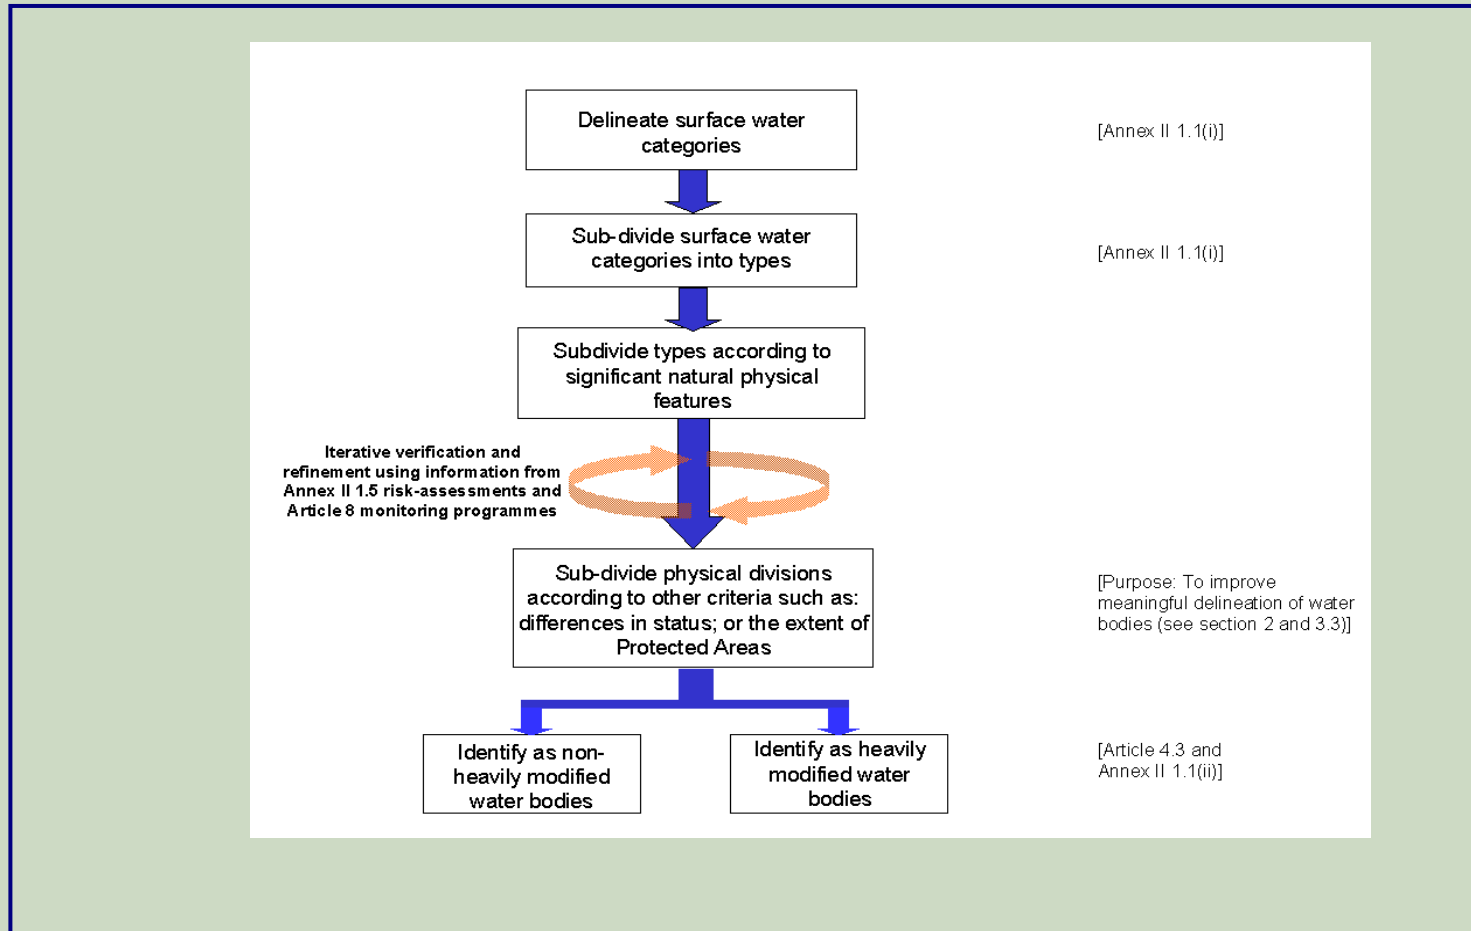 Delineate surface water
categories
[Annex II 1.1(i)]
Sub-divide surface water
categories into types
[Annex II 1.1(i)]
Subdivide types according to
significant natural physical
features
Iterative verification and
refinement using information from
Annex II 1.5 risk-assessments and
Article 8 monitoring programmes
Sub-divide physical divisions
according to other criteria such as:
differences in status; or the extent of
Protected Areas
[Purpose: To improve
meaningful delineation of water
bodies (see section 2 and 3.3)]
Identify as non-
heavily modified
water bodies
Identify as heavily
modified water
bodies
[Article 4.3 and
Annex II 1.1(ii)]